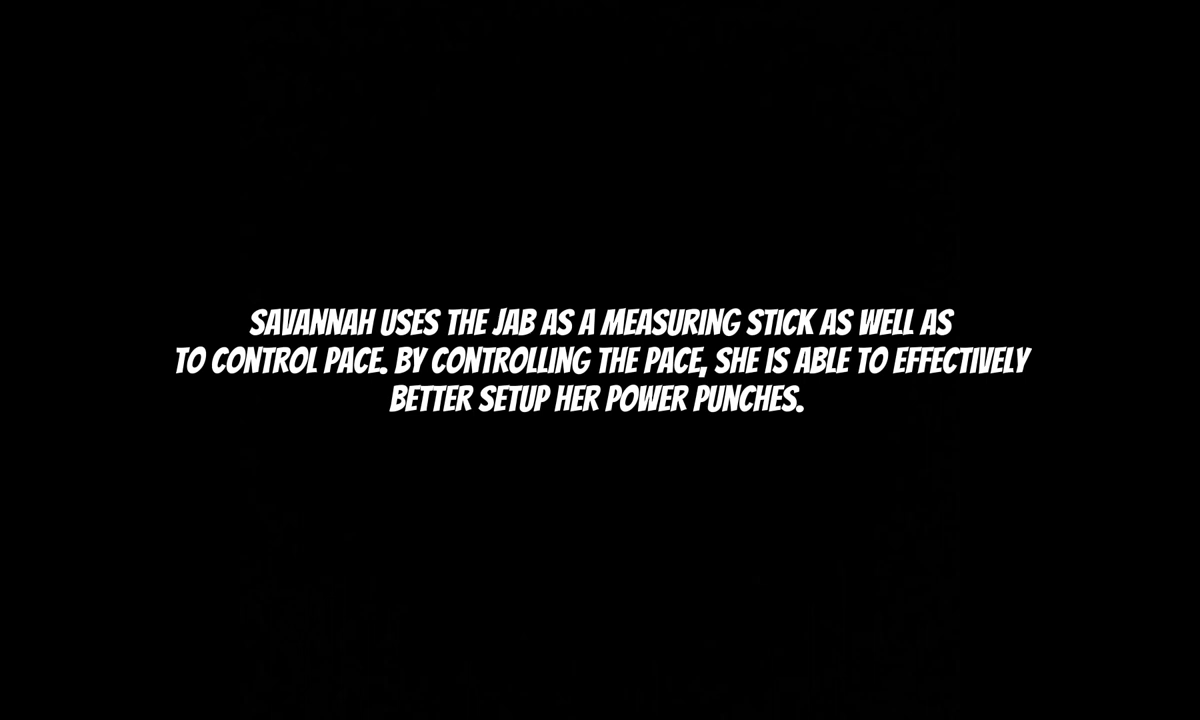 SAVANNAH USES THE JAB AS A MEASURING STICK AS WELL AS
TO CONTROL PACE. BY CONTROLLING THE PACE, SHE IS ABLE TO EFFECTIVELY
BETTER SETUP HER POWER PUNCHES.